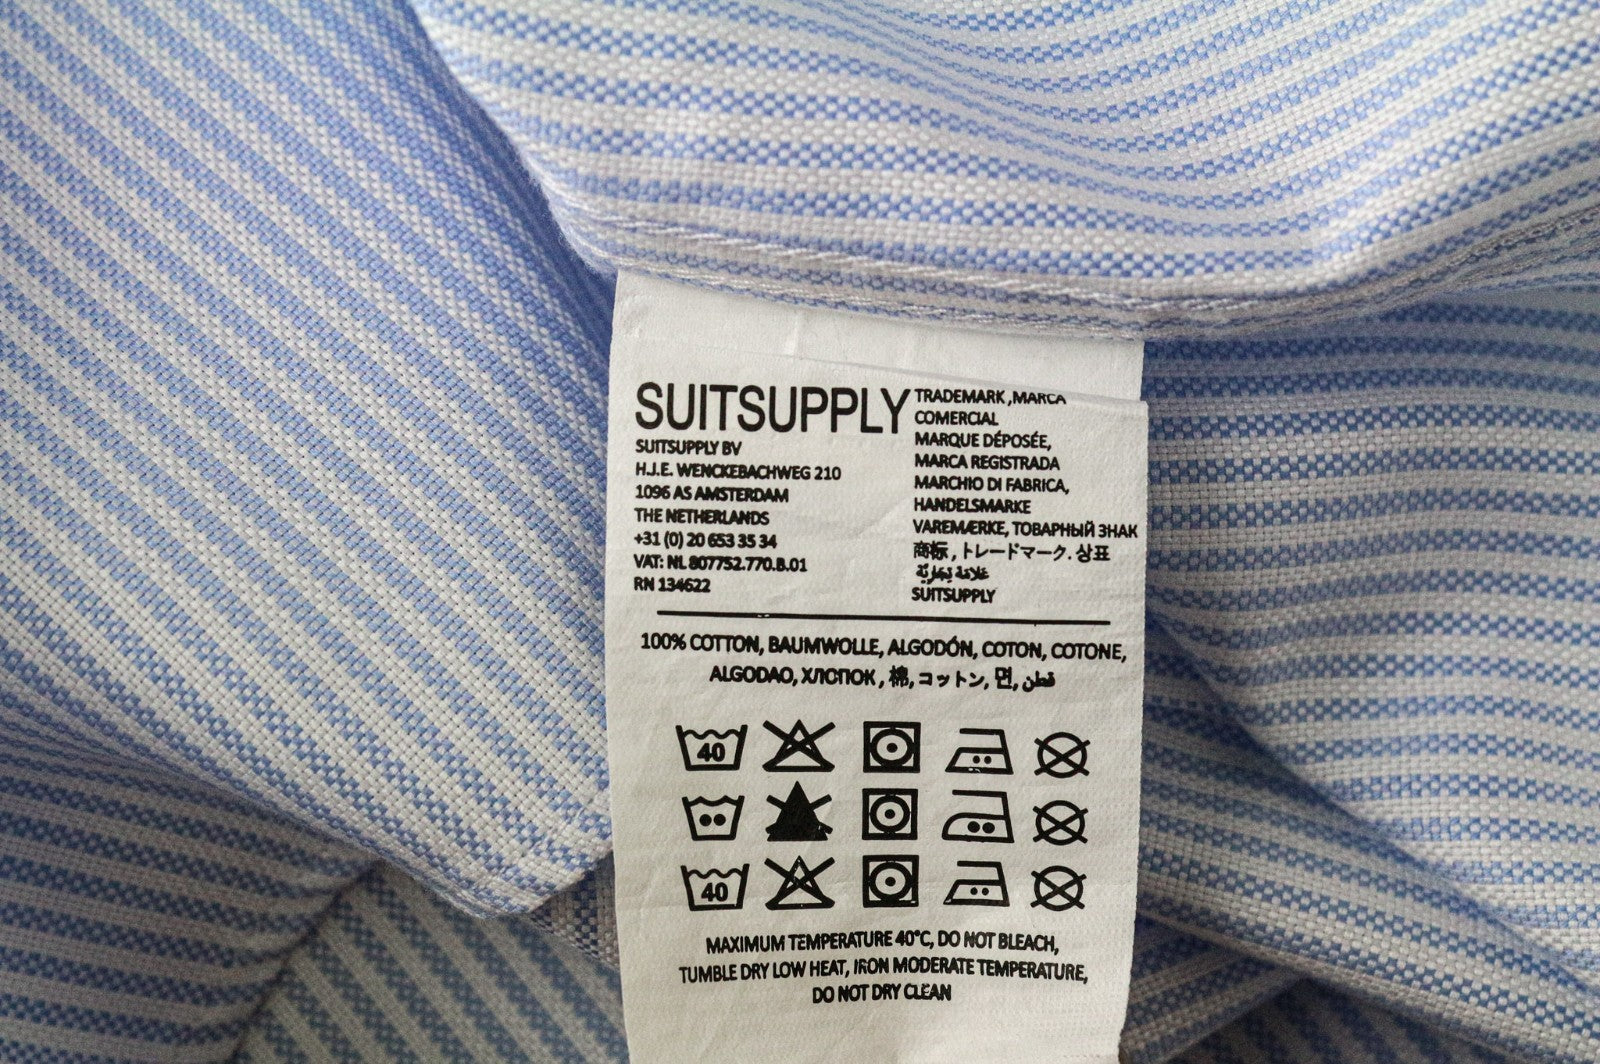 SUITSUPPLY
SUITSUPPLY BV
H.J.E. WENCKEBACHWEG 210
1096 AS AMSTERDAM
THE NETHERLANDS
+31 (0) 20 653 35 34
VAT: NL 807752.770.B.01
RN 134622
TRADEMARK ,MARCA
COMERCIAL
MARQUE DÉPOSÉE,
MARCA REGISTRADA
MARCHIO DI FABRICA,
HANDELSMARKE
VAREMÆRKE, ТОВАРНЫЙ ЗНАК
商标 , トレードマーク. 상표
علامة تجارية
SUITSUPPLY
100% COTTON, BAUMWOLLE, ALGODÓN, COTON, COTONE,
ALGODAO, ХЛОПОК , 棉, コットン, 면, قطن
40
40
MAXIMUM TEMPERATURE 40°C, DO NOT BLEACH,
TUMBLE DRY LOW HEAT, IRON MODERATE TEMPERATURE,
DO NOT DRY CLEAN